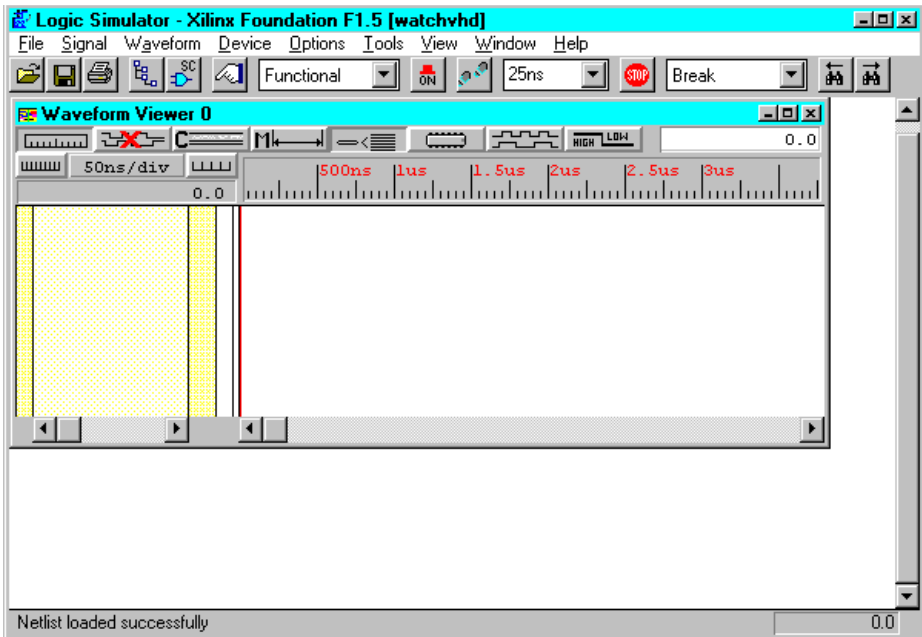 Logic Simulator - Xilinx Foundation F1.5 [watchvhd]
File Signal Waveform Device Options Tools View Window Help
SC Functional ON 25ns STOP Break
Waveform Viewer 0
C M HIGH LOW 0.0
50ns/div 500ns 1us 1.5us 2us 2.5us 3us
0.0
Netlist loaded successfully 0.0